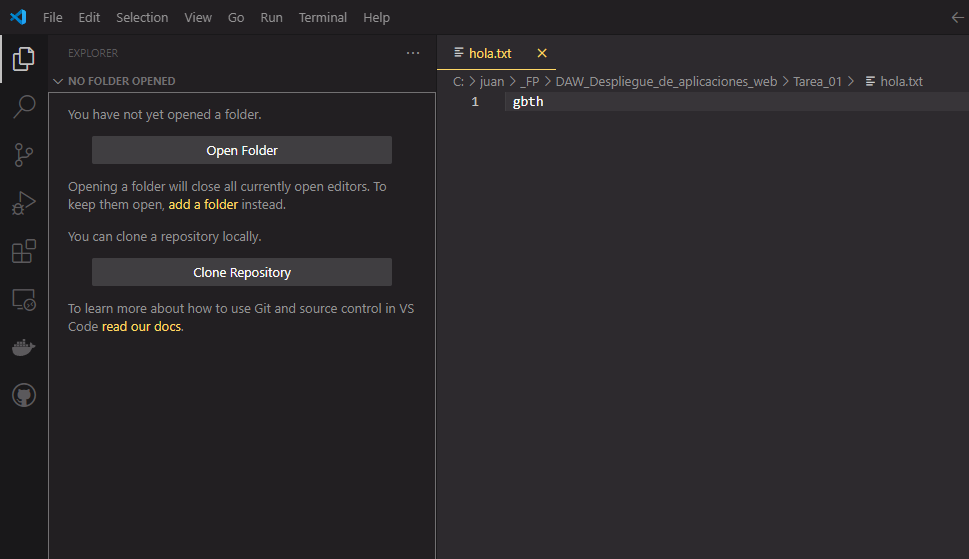 File Edit Selection View Go Run Terminal Help
EXPLORER
NO FOLDER OPENED
You have not yet opened a folder.
Open Folder
Opening a folder will close all currently open editors. To
keep them open, add a folder instead.
You can clone a repository locally.
Clone Repository
To learn more about how to use Git and source control in VS
Code read our docs.
hola.txt
C: > juan > _FP > DAW_Despliegue_de_aplicaciones_web > Tarea_01 > hola.txt
1 gbth